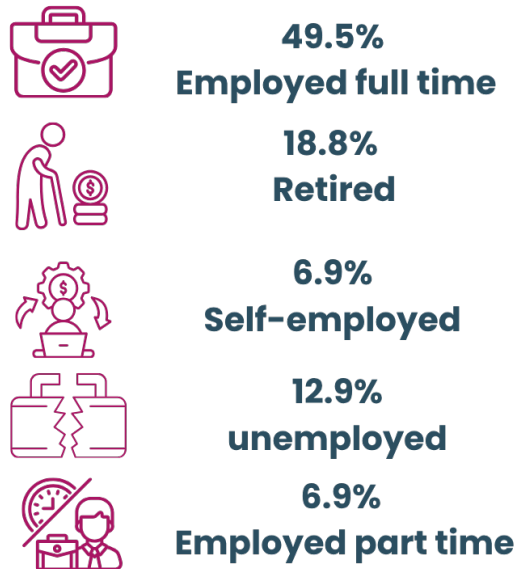 49.5%
Employed full time
18.8%
Retired
$
6.9%
Self-employed
$
12.9%
unemployed
6.9%
Employed part time